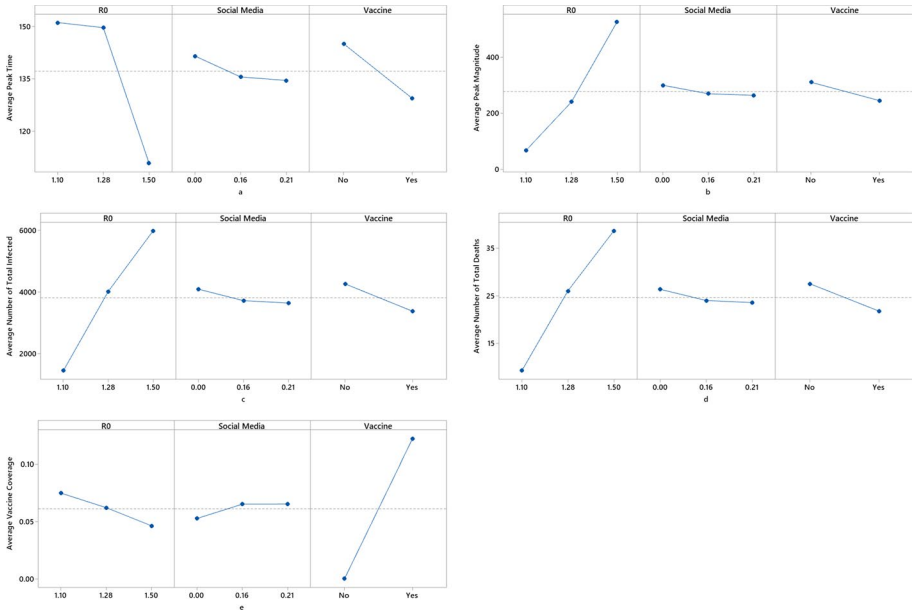 R0 Social Media Vaccine
Average Peak Time
150
135
120
1.10 1.28 1.50 0.00 0.16 0.21 No Yes
a
R0 Social Media Vaccine
Average Peak Magnitude
400
200
0
1.10 1.28 1.50 0.00 0.16 0.21 No Yes
b
R0 Social Media Vaccine
Average Number of Total Infected
6000
4000
2000
1.10 1.28 1.50 0.00 0.16 0.21 No Yes
c
R0 Social Media Vaccine
Average Number of Total Deaths
35
25
15
1.10 1.28 1.50 0.00 0.16 0.21 No Yes
d
R0 Social Media Vaccine
Average Vaccine Coverage
0.10
0.05
0.00
1.10 1.28 1.50 0.00 0.16 0.21 No Yes
e